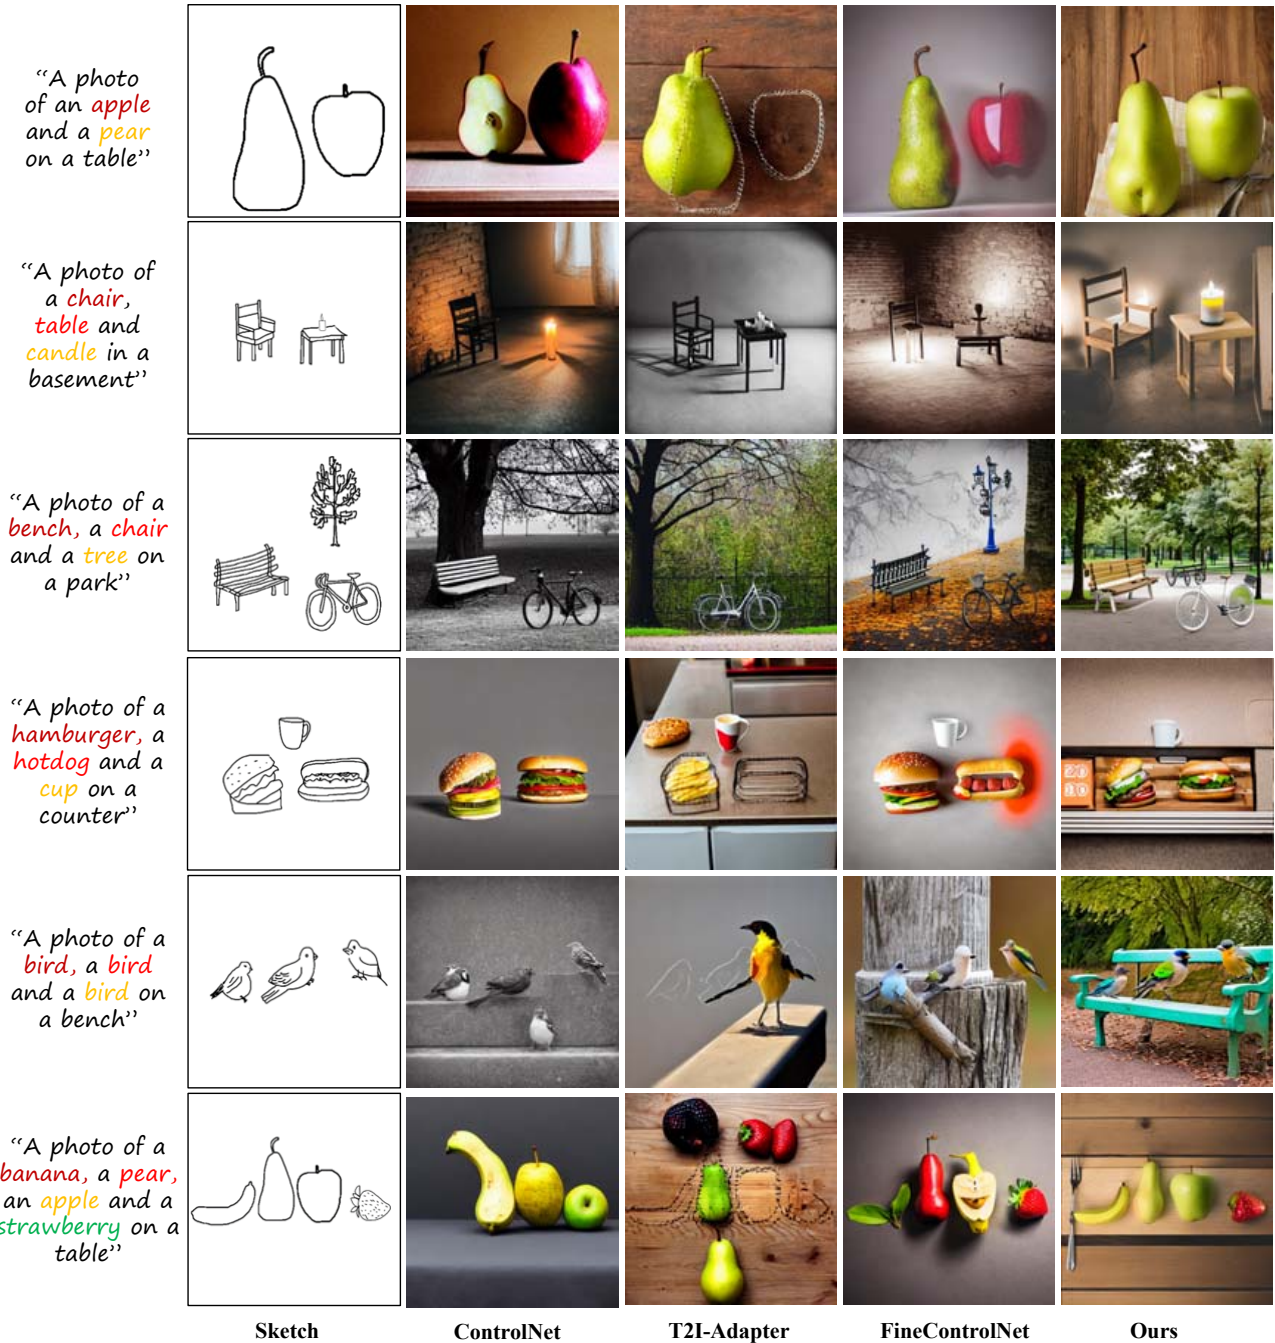 “A photo
of an apple
and a pear
on a table”
“A photo of
a chair,
table and
candle in a
basement”
“A photo of a
bench, a chair
and a tree on
a park”
“A photo of a
hamburger, a
hotdog and a
cup on a
counter”
“A photo of a
bird, a bird
and a bird on
a bench”
“A photo of a
banana, a pear,
an apple and a
strawberry on a
table”
Sketch ControlNet T2I-Adapter FineControlNet Ours